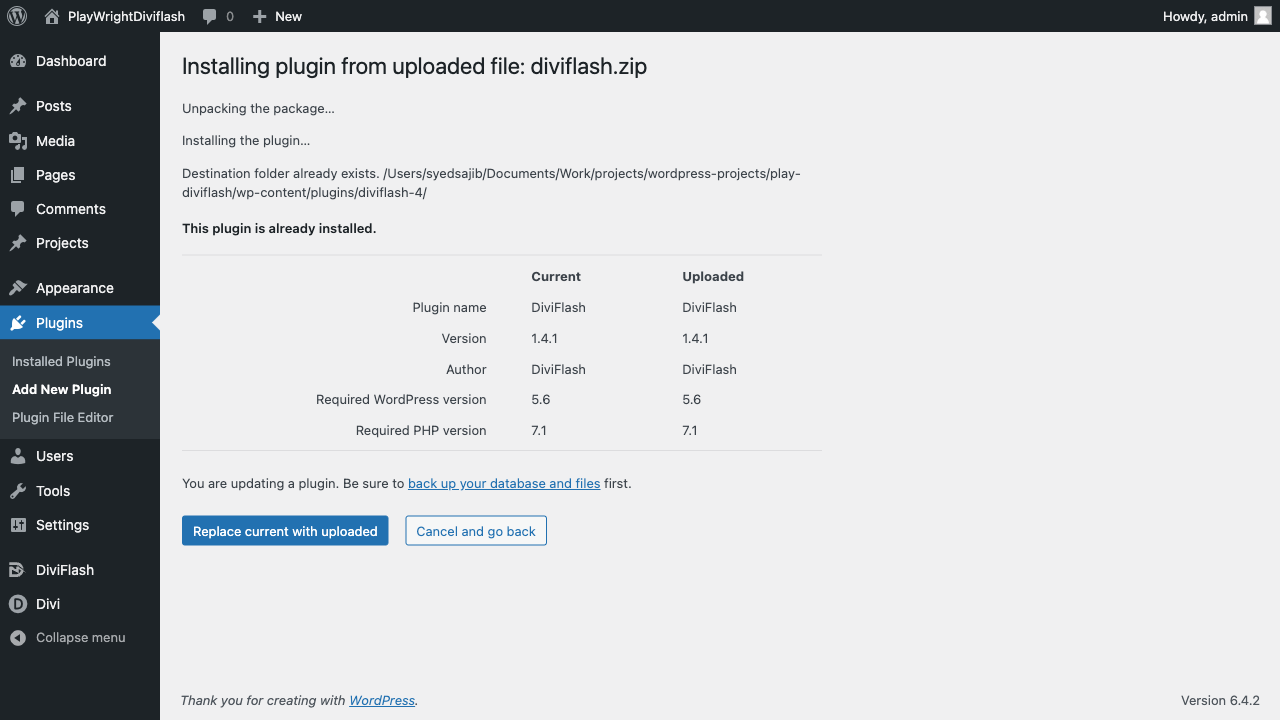 PlayWrightDiviflash
0
New
Howdy, admin
Dashboard
Posts
Media
Pages
Comments
Projects
Appearance
Plugins
Installed Plugins
Add New Plugin
Plugin File Editor
Users
Tools
Settings
DiviFlash
Divi
Collapse menu
Installing plugin from uploaded file: diviflash.zip
Unpacking the package…
Installing the plugin…
Destination folder already exists. /Users/syedsajib/Documents/Work/projects/wordpress-projects/play-
diviflash/wp-content/plugins/diviflash-4/
This plugin is already installed.
Current Uploaded
Plugin name DiviFlash DiviFlash
Version 1.4.1 1.4.1
Author DiviFlash DiviFlash
Required WordPress version 5.6 5.6
Required PHP version 7.1 7.1
You are updating a plugin. Be sure to back up your database and files first.
Replace current with uploaded
Cancel and go back
Thank you for creating with WordPress.
Version 6.4.2